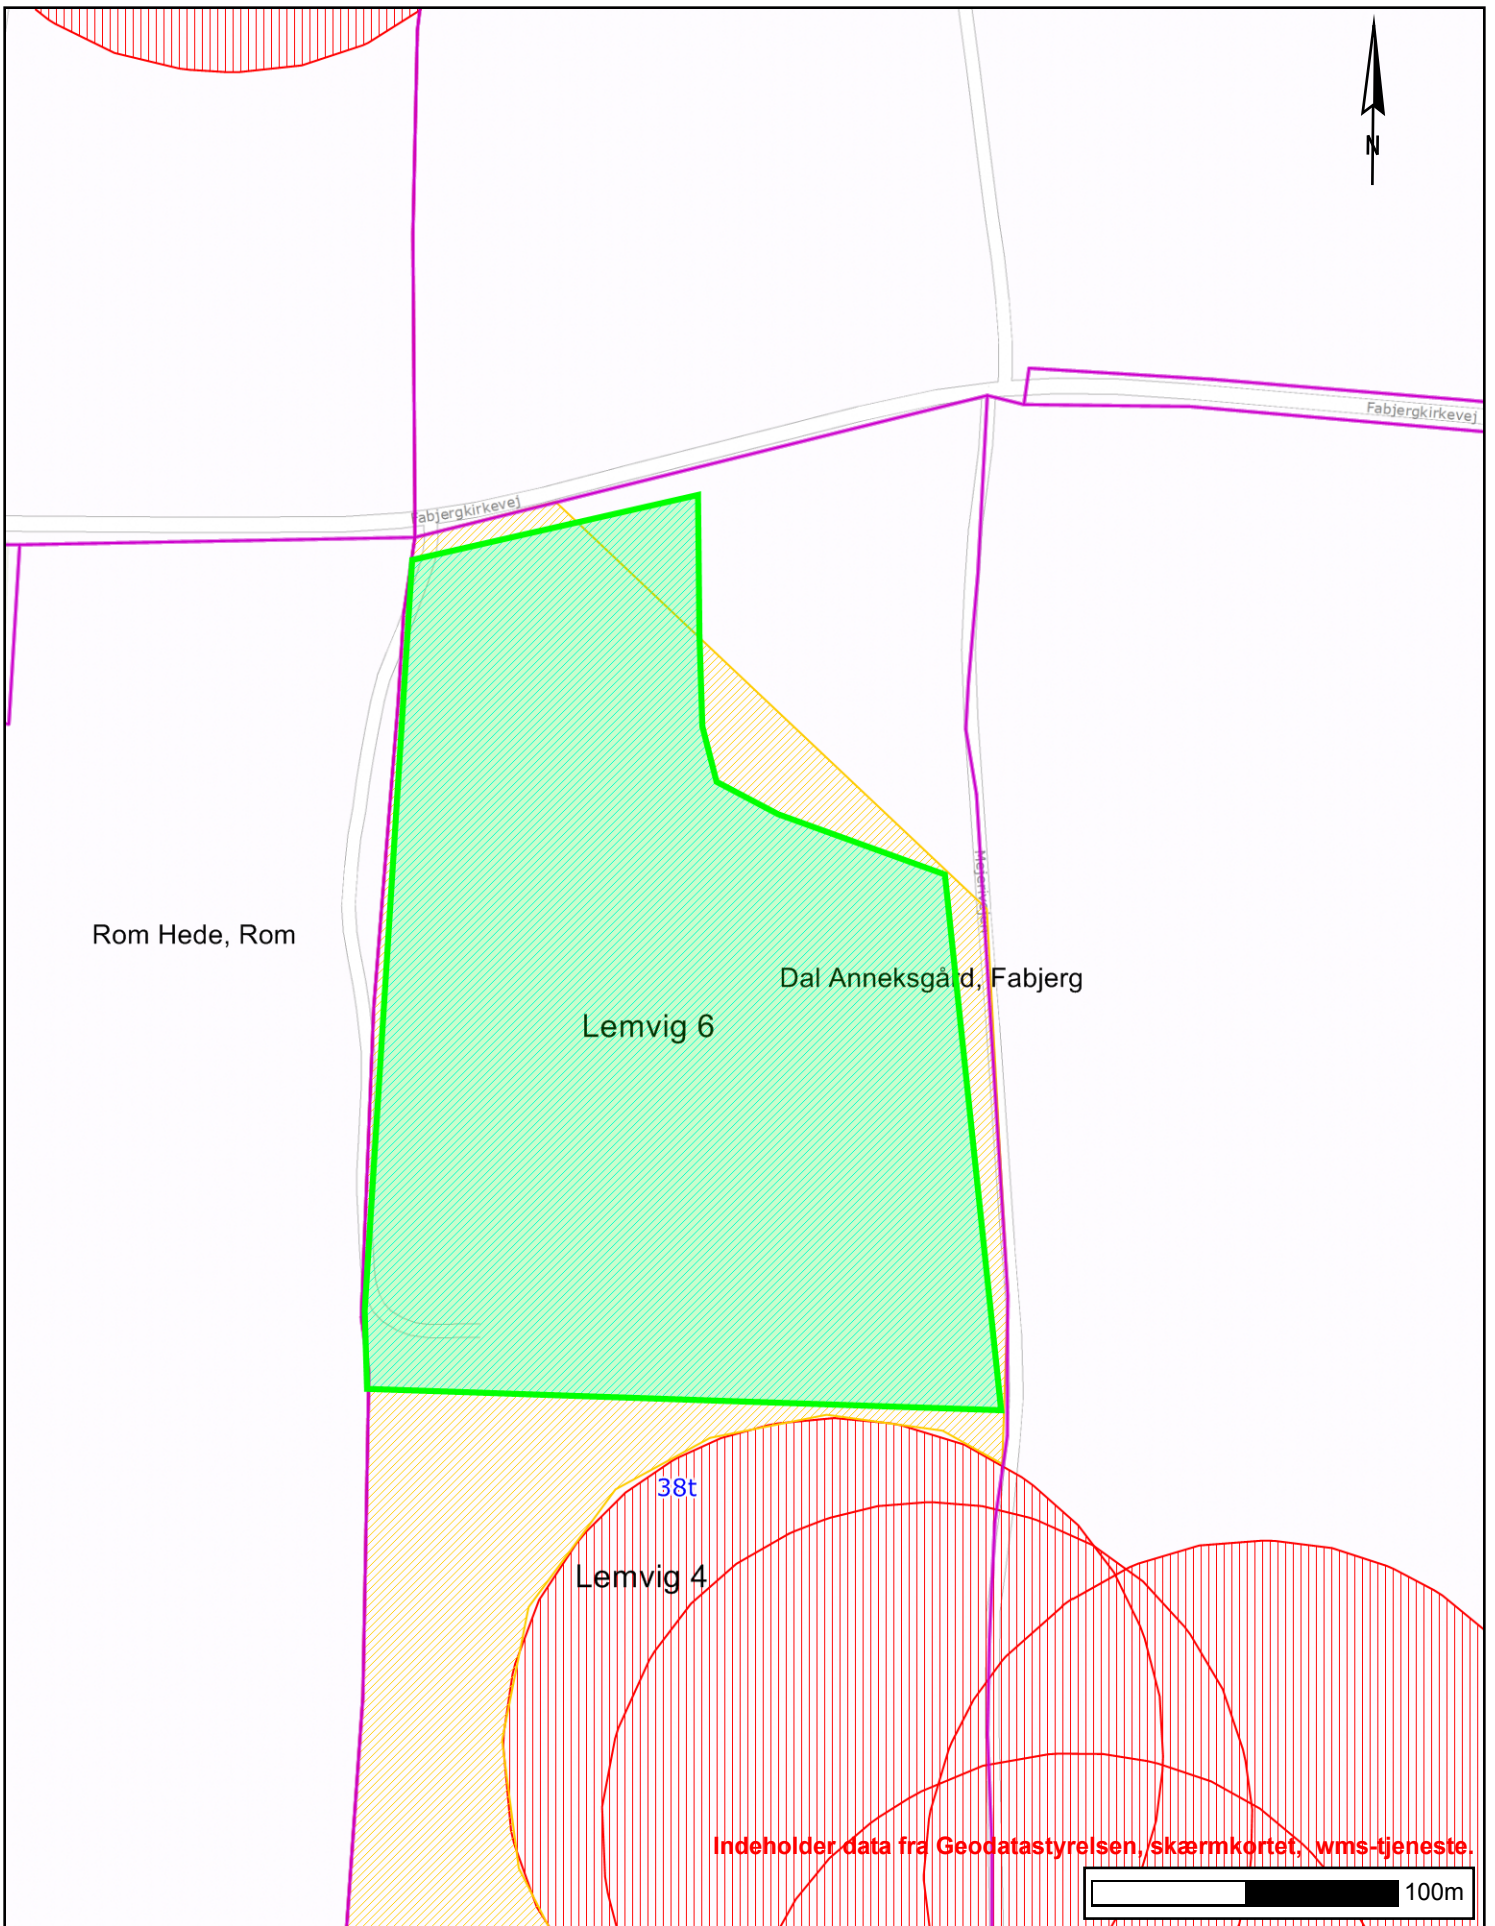 N
Fabjergkirkevej
Fabjergkirkevej
Mejerivejen
Rom Hede, Rom
Dal Anneksgård, Fabjerg
Lemvig 6
38t
Lemvig 4
Indeholder data fra Geodatastyrelsen, skærmkortet, wms-tjeneste.
100m